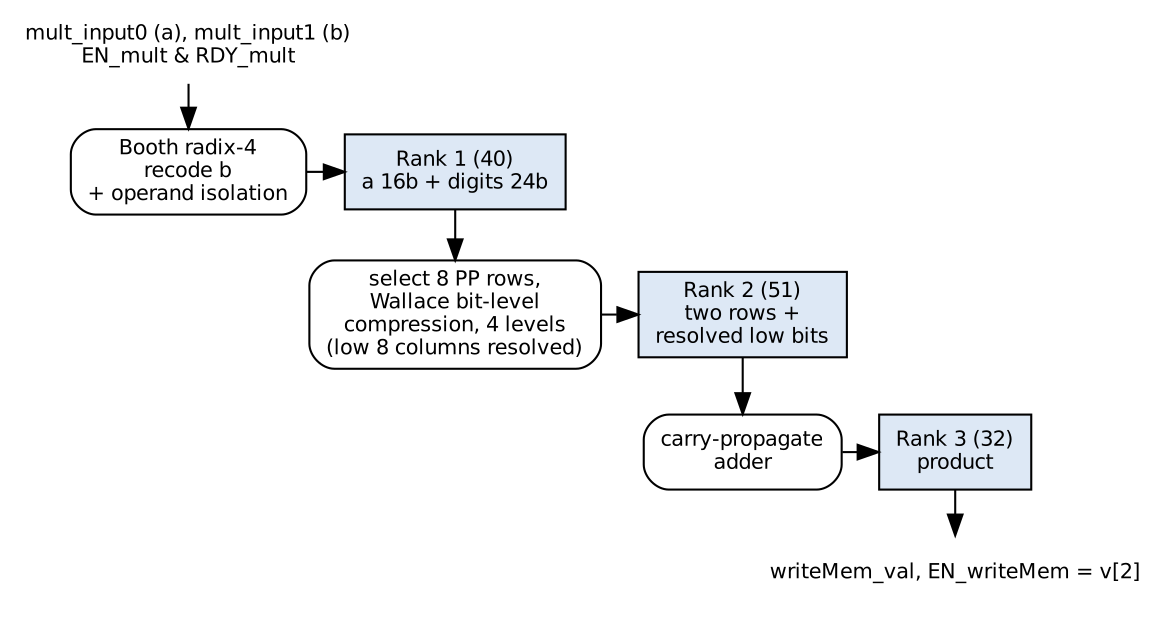 mult_input0 (a), mult_input1 (b)
EN_mult & RDY_mult
Booth radix-4
recode b
+ operand isolation
Rank 1 (40)
a 16b + digits 24b
select 8 PP rows,
Wallace bit-level
compression, 4 levels
(low 8 columns resolved)
Rank 2 (51)
two rows +
resolved low bits
carry-propagate
adder
Rank 3 (32)
product
writeMem_val, EN_writeMem = v[2]